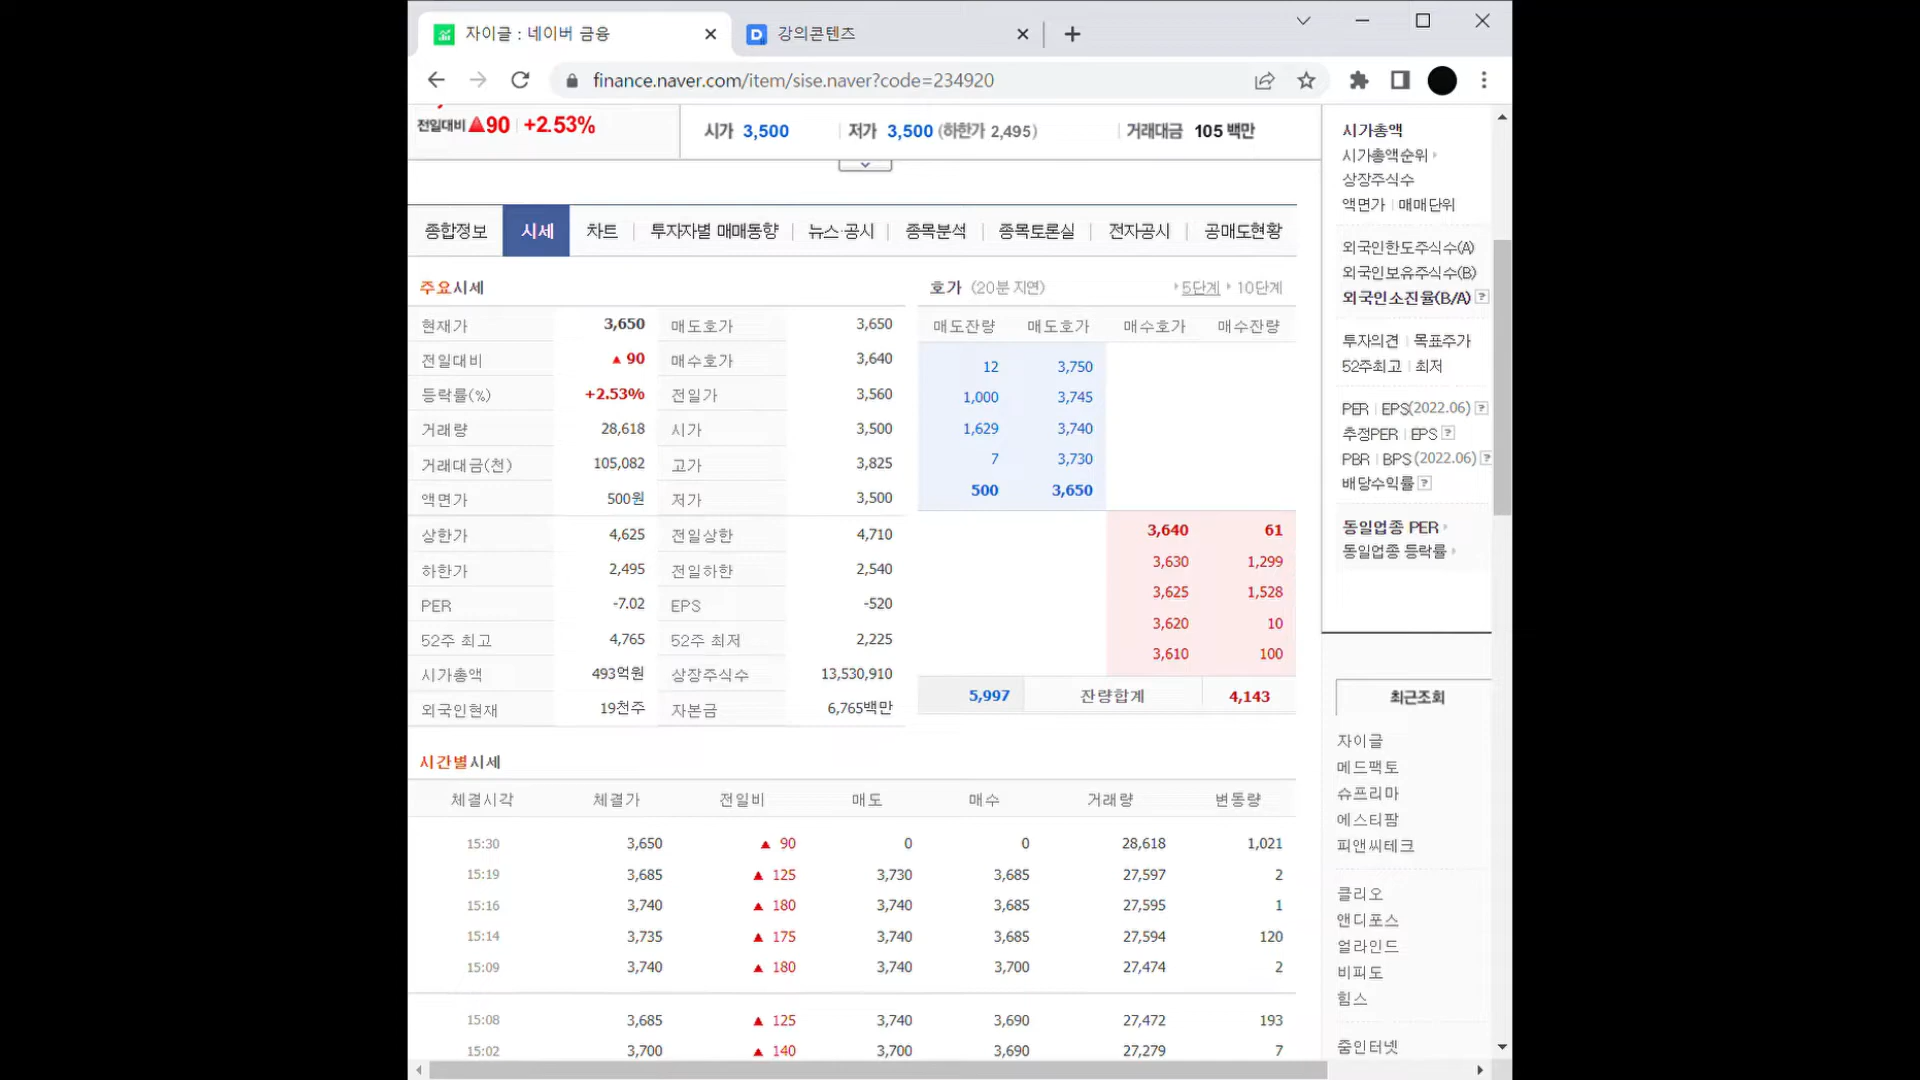 자이글 : 네이버 금융
강의콘텐츠
finance.naver.com/item/sise.naver?code=234920
전일대비 ▲90 +2.53%
시가 3,500 저가 3,500 (하한가 2,495) 거래대금 105 백만
종합정보 시세 차트 투자자별 매매동향 뉴스·공시 종목분석 종목토론실 전자공시 공매도현황
주요시세
현재가 3,650 매도호가 3,650
전일대비 ▲ 90 매수호가 3,640
등락률(%) +2.53% 전일가 3,560
거래량 28,618 시가 3,500
거래대금(천) 105,082 고가 3,825
액면가 500원 저가 3,500
상한가 4,625 전일상한 4,710
하한가 2,495 전일하한 2,540
PER -7.02 EPS -520
52주 최고 4,765 52주 최저 2,225
시가총액 493억원 상장주식수 13,530,910
외국인현재 19천주 자본금 6,765백만
호가 (20분 지연) 5단계 10단계
매도잔량 매도호가 매수호가 매수잔량
12 3,750
1,000 3,745
1,629 3,740
7 3,730
500 3,650
3,640 61
3,630 1,299
3,625 1,528
3,620 10
3,610 100
5,997 잔량합계 4,143
시간별시세
체결시각 체결가 전일비 매도 매수 거래량 변동량
15:30 3,650 ▲ 90 0 0 28,618 1,021
15:19 3,685 ▲ 125 3,730 3,685 27,597 2
15:16 3,740 ▲ 180 3,740 3,685 27,595 1
15:14 3,735 ▲ 175 3,740 3,685 27,594 120
15:09 3,740 ▲ 180 3,740 3,700 27,474 2
15:08 3,685 ▲ 125 3,740 3,690 27,472 193
15:02 3,700 ▲ 140 3,700 3,690 27,279 7
시가총액
시가총액순위
상장주식수
액면가 매매단위
외국인한도주식수(A)
외국인보유주식수(B)
외국인소진율(B/A) ?
투자의견 목표주가
52주최고 최저
PER EPS(2022.06) ?
추정PER EPS ?
PBR BPS (2022.06) ?
배당수익률 ?
동일업종 PER
동일업종 등락률
최근조회
자이글
메드팩토
슈프리마
에스티팜
피앤씨테크
클리오
앤디포스
얼라인드
비피도
힘스
줌인터넷